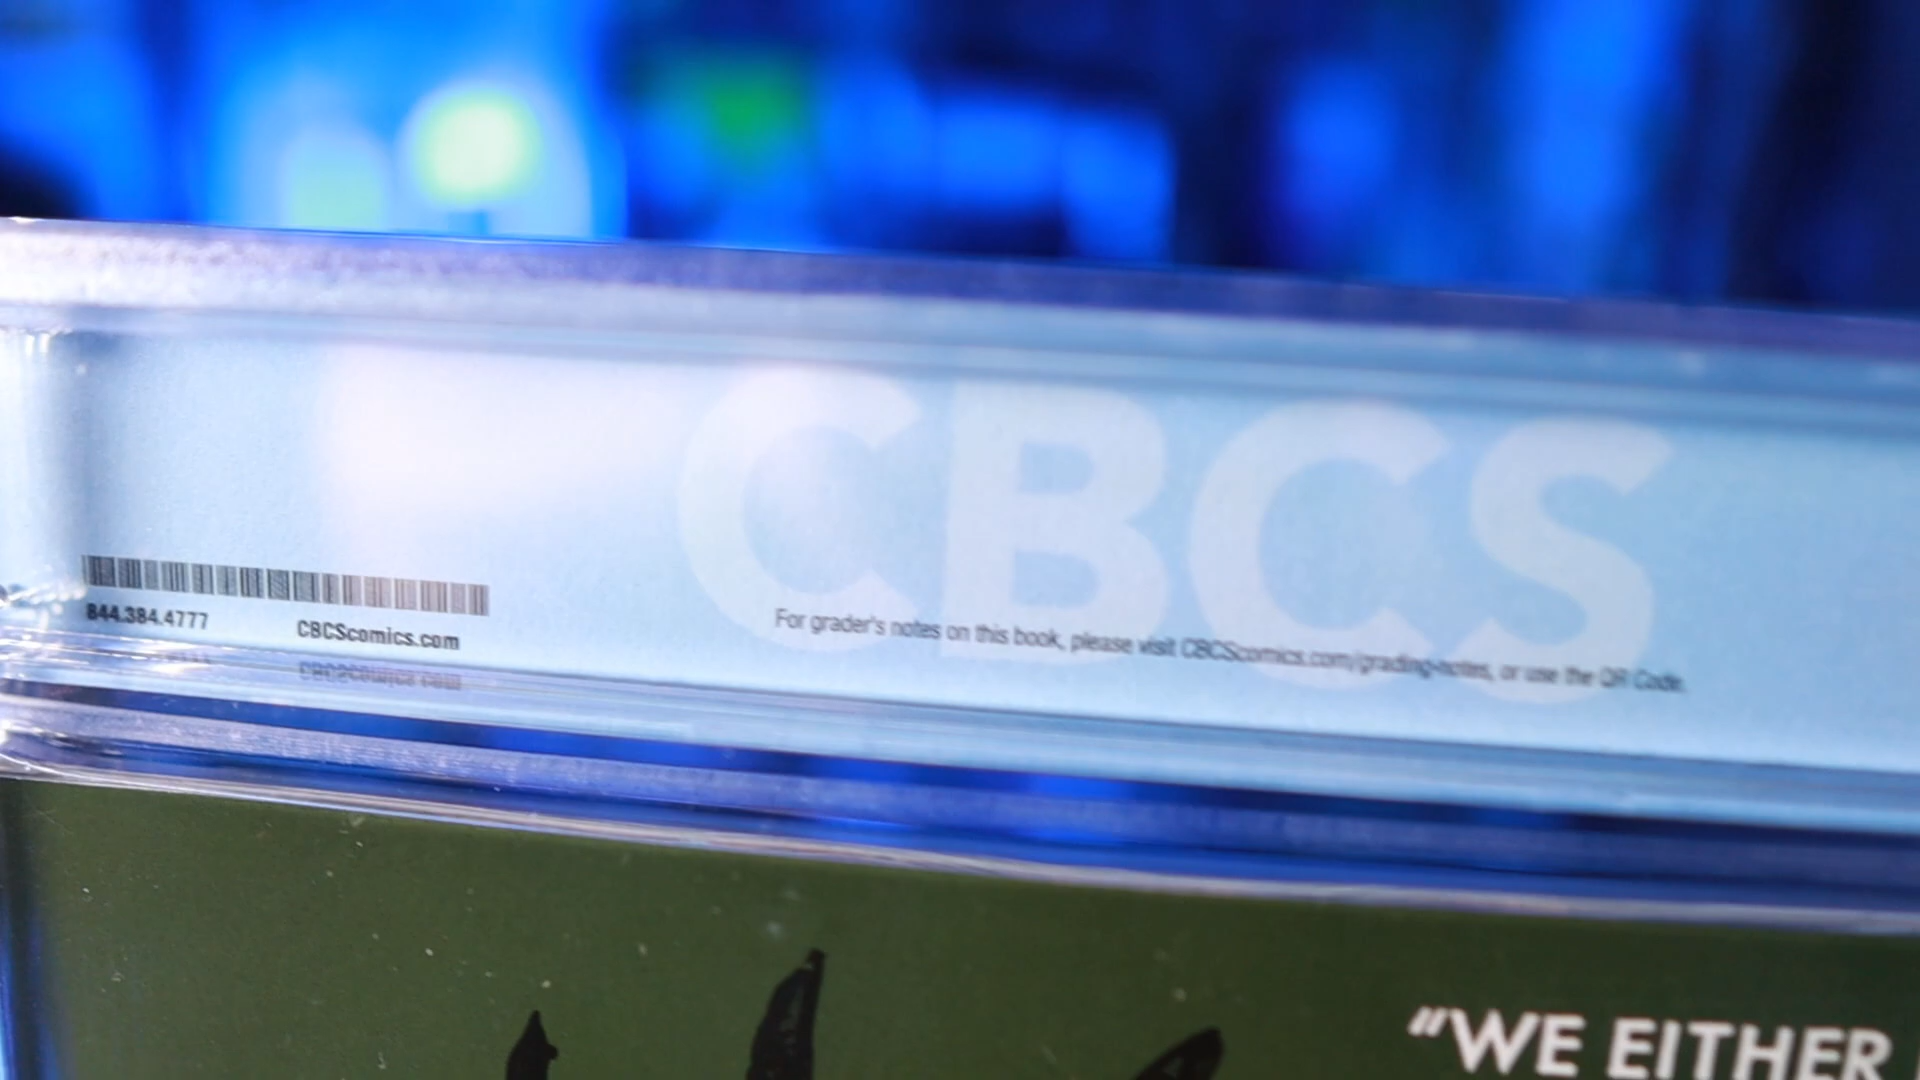 CBCS
844.384.4777 CBCScomics.com
For grader's notes on this book, please visit CBCScomics.com/grading-notes, or use the QR Code.
“WE EITHER